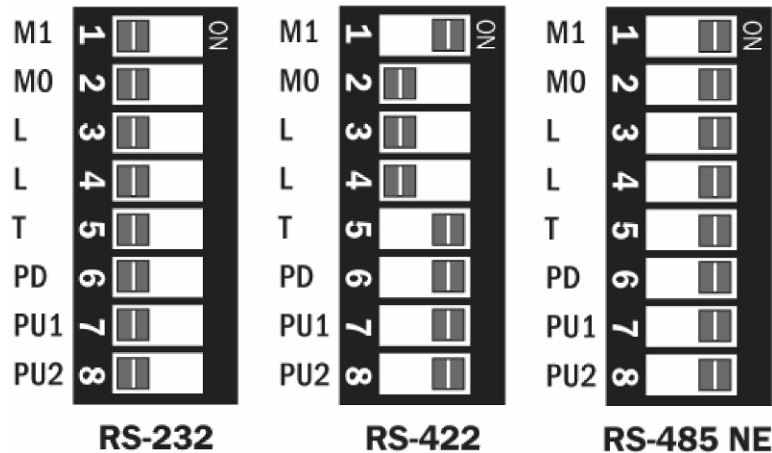 M1 1 ON M1 1 ON M1 1 ON
M0 2 M0 2 M0 2
L 3 L 3 L 3
L 4 L 4 L 4
T 5 T 5 T 5
PD 6 PD 6 PD 6
PU1 7 PU1 7 PU1 7
PU2 8 PU2 8 PU2 8
RS-232 RS-422 RS-485 NE